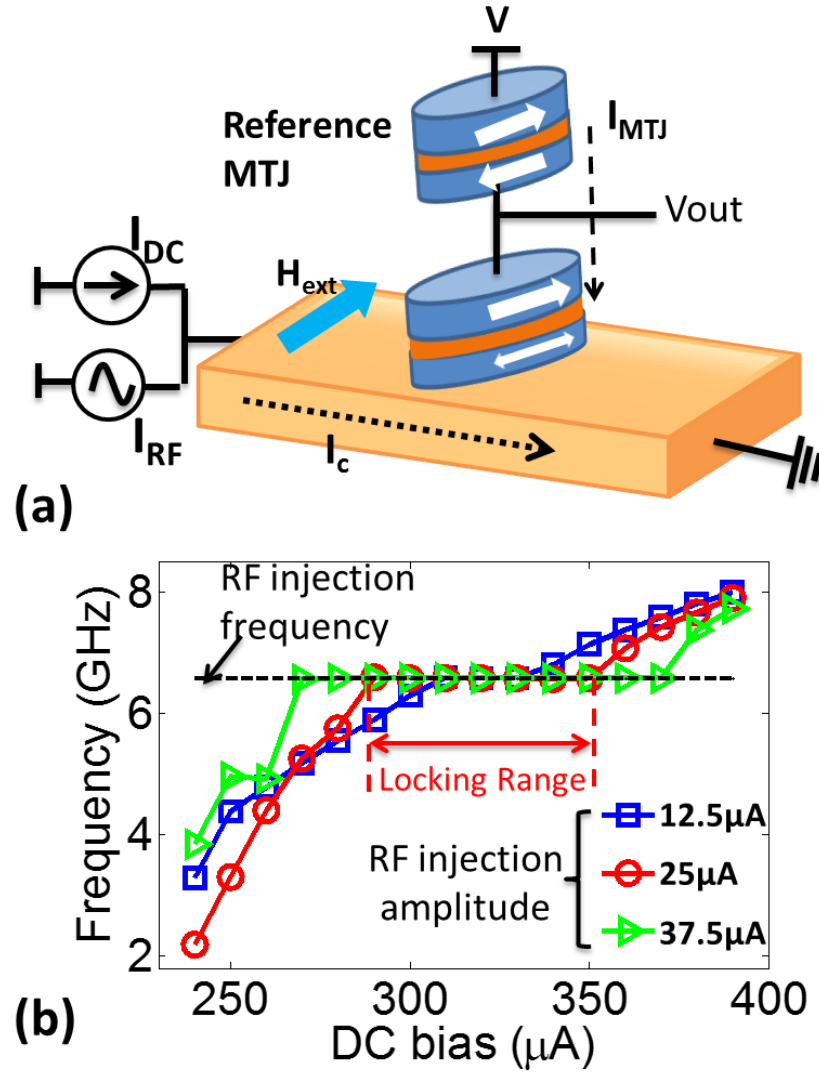 V
Reference
MTJ
I_MTJ
Vout
I_DC
H_ext
I_RF
I_c
(a)
RF injection
frequency
8
6
4
2
Frequency (GHz)
Locking Range
RF injection
amplitude
12.5μA
25μA
37.5μA
250
300
350
400
DC bias (μA)
(b)